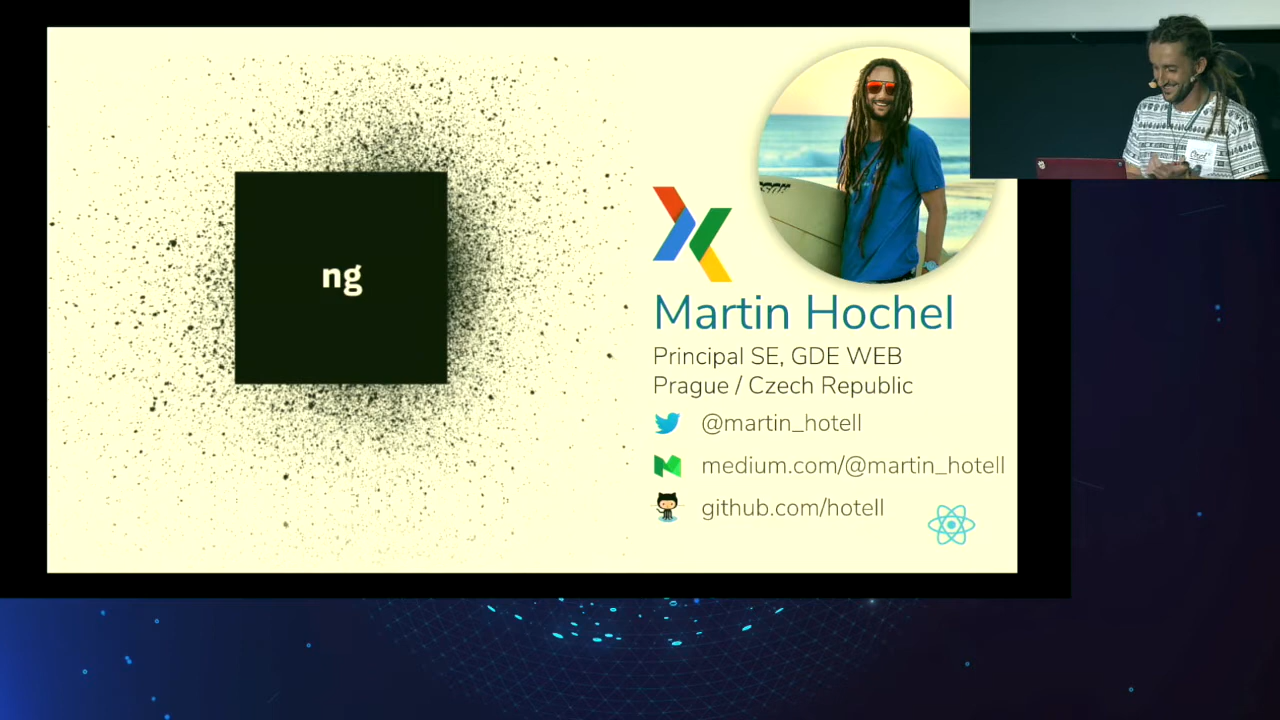 ng
Martin Hochel
Principal SE, GDE WEB
Prague / Czech Republic
@martin_hotell
medium.com/@martin_hotell
github.com/hotell